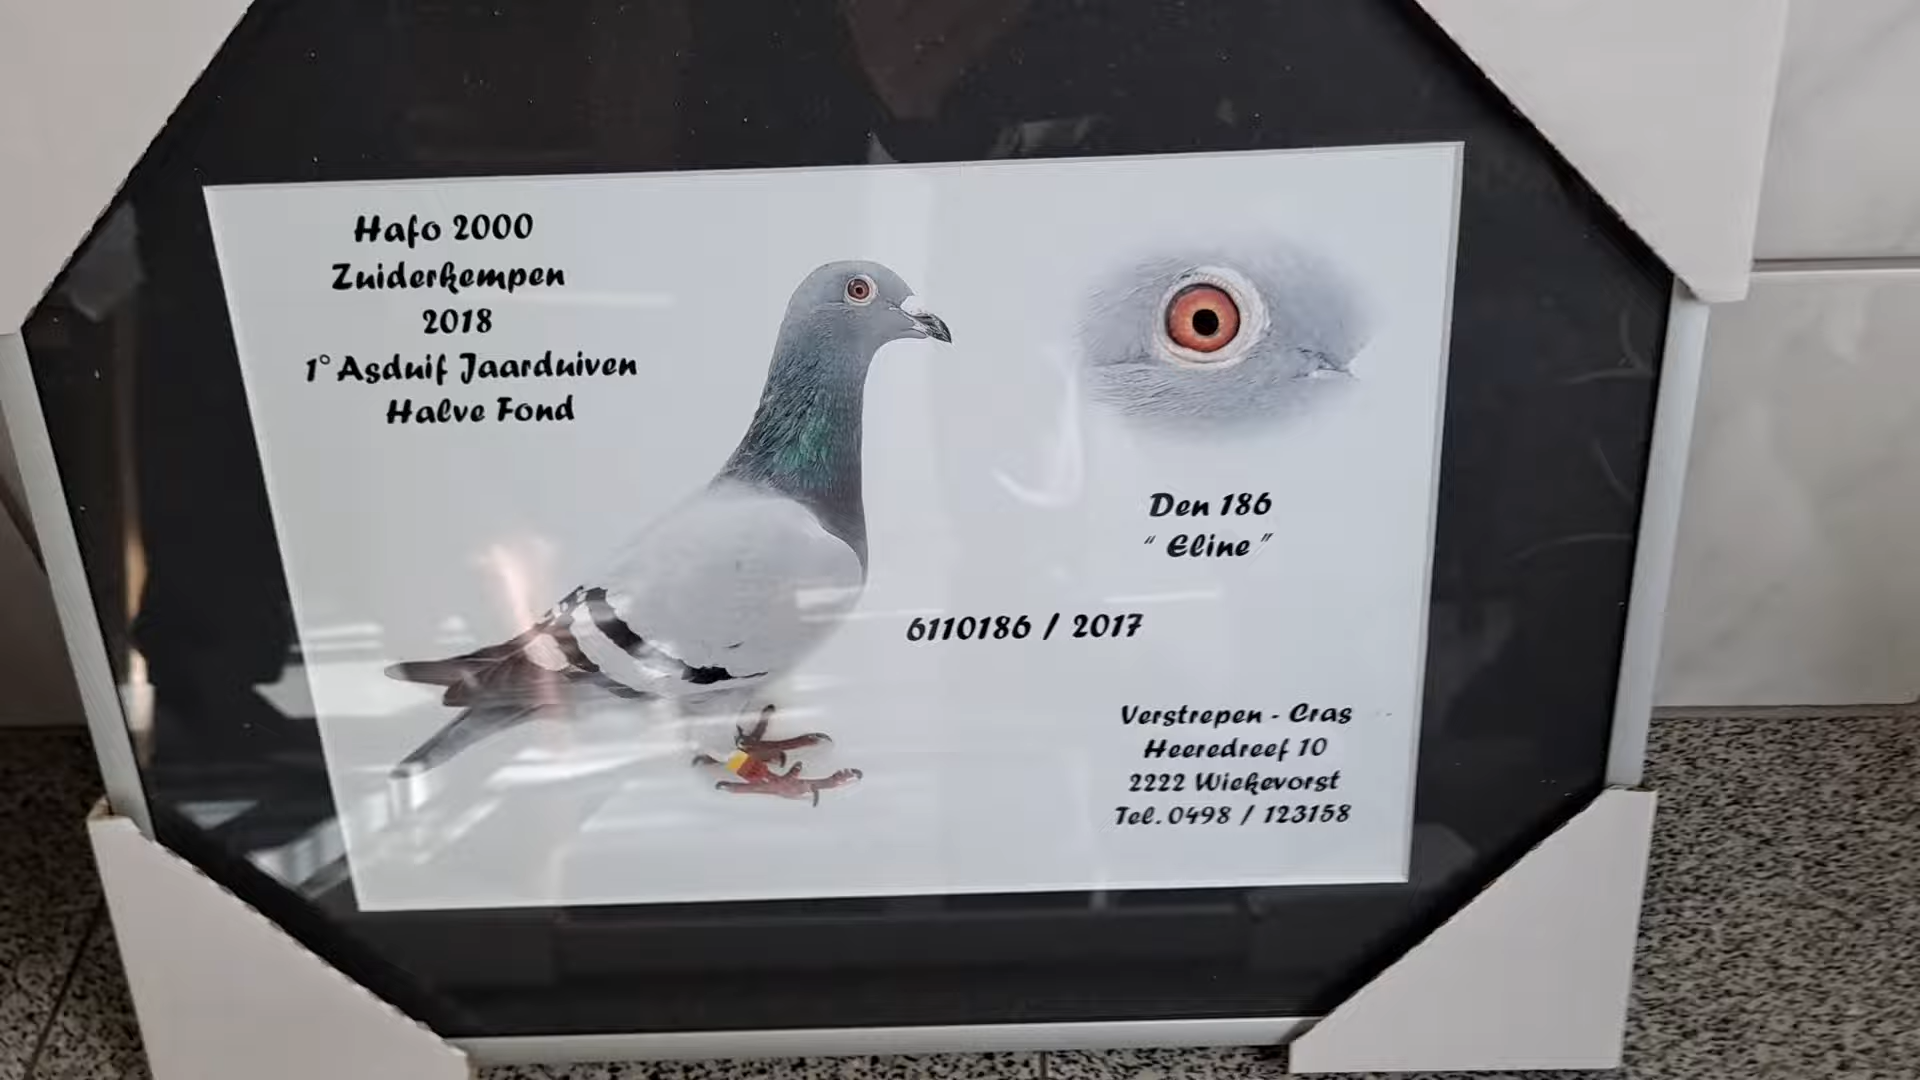 Hafo 2000
Zuiderkempen
2018
1° Asduif Jaarduiven
Halve Fond
Den 186
" Eline "
6110186 / 2017
Verstrepen - Cras
Heeredreef 10
2222 Wiekevorst
Tel. 0498 / 123158